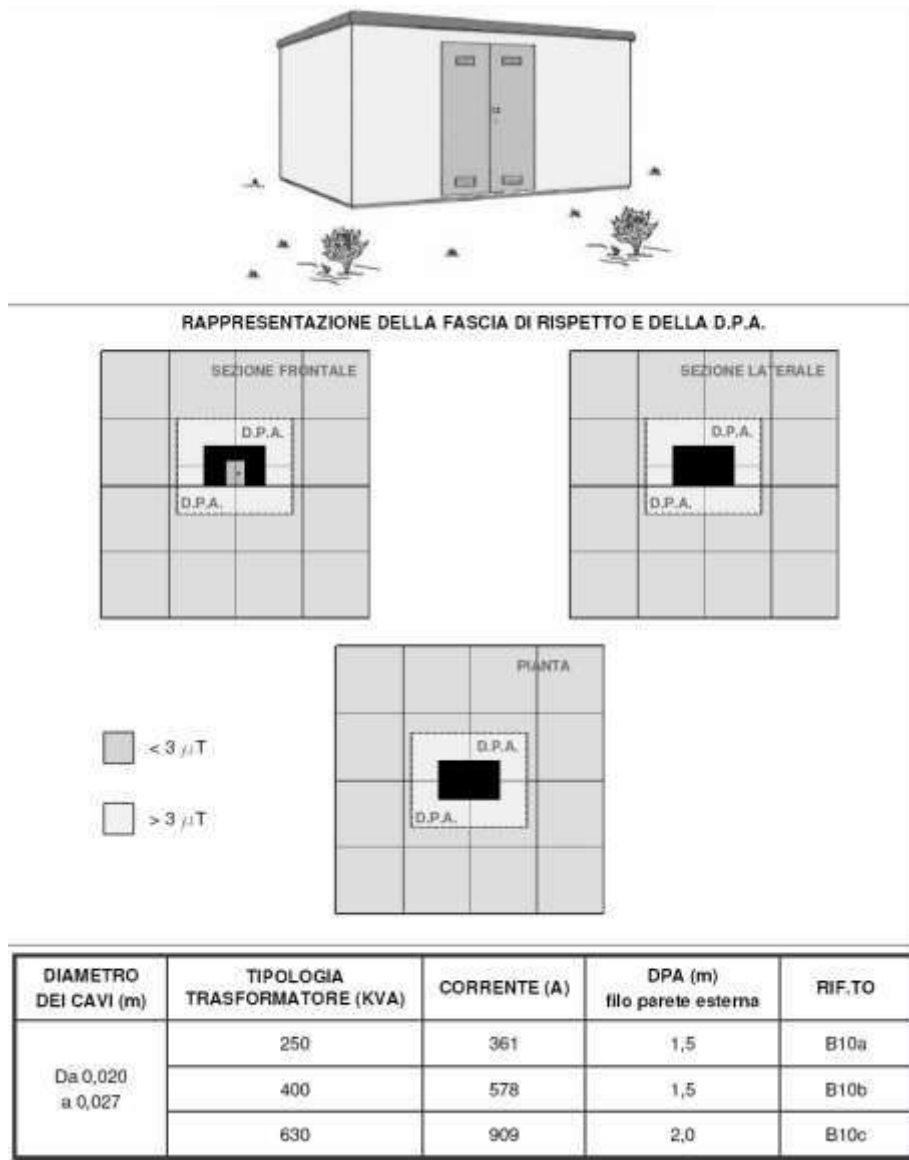 RAPPRESENTAZIONE DELLA FASCIA DI RISPETTO E DELLA D.P.A.
SEZIONE FRONTALE
D.P.A.
D.P.A.
SEZIONE LATERALE
D.P.A.
D.P.A.
PIANTA
D.P.A.
D.P.A.
< 3 μT
> 3 μT
DIAMETRO
DEI CAVI (m)
TIPOLOGIA
TRASFORMATORE (KVA)
CORRENTE (A)
DPA (m)
filo parete esterna
RIF.TO
Da 0,020
a 0,027
250
361
1,5
B10a
400
578
1,5
B10b
630
909
2,0
B10c